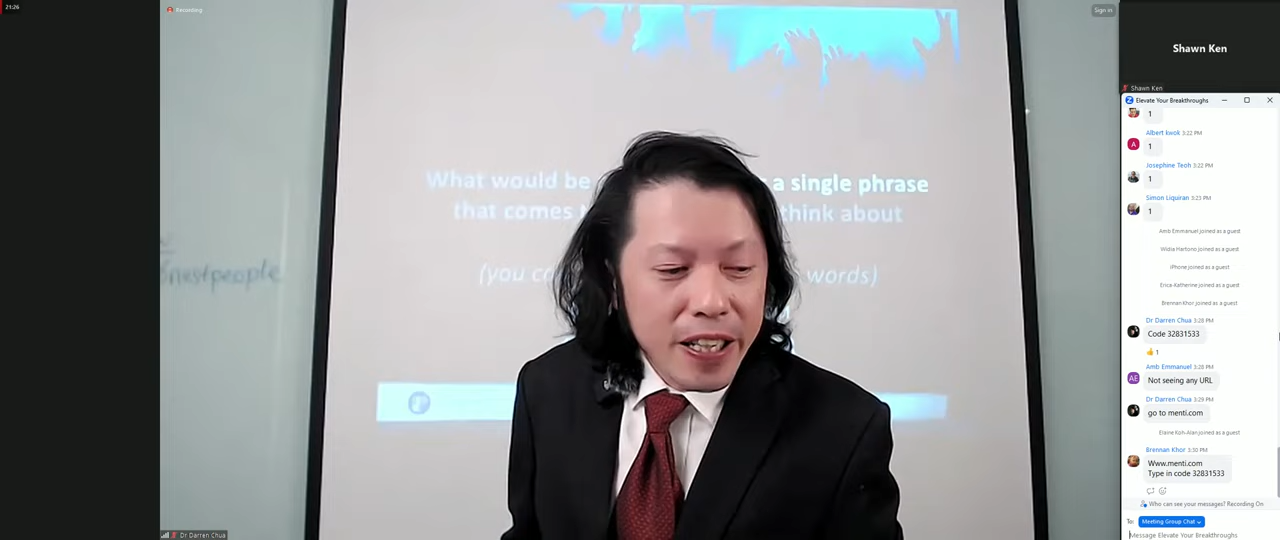 21:26
Recording
Sign in
What would be a single phrase
that comes think about
(you words)
nestpeople
Dr Darren Chua
Shawn Ken
Shawn Ken
Elevate Your Breakthroughs
1
Albert kwok 3:22 PM
A
1
Josephine Teoh 3:22 PM
1
Simon Liquiran 3:23 PM
1
Amb Emmanuel joined as a guest
Widia Hartono joined as a guest
iPhone joined as a guest
Erica-Katherine joined as a guest
Brennan Khor joined as a guest
Dr Darren Chua 3:28 PM
Code 32831533
1
Amb Emmanuel 3:28 PM
AE
Not seeing any URL
Dr Darren Chua 3:29 PM
go to menti.com
Elaine Koh-Alan joined as a guest
Brennan Khor 3:30 PM
Www.menti.com
Type in code 32831533
Who can see your messages? Recording On
To: Meeting Group Chat
Message Elevate Your Breakthroughs